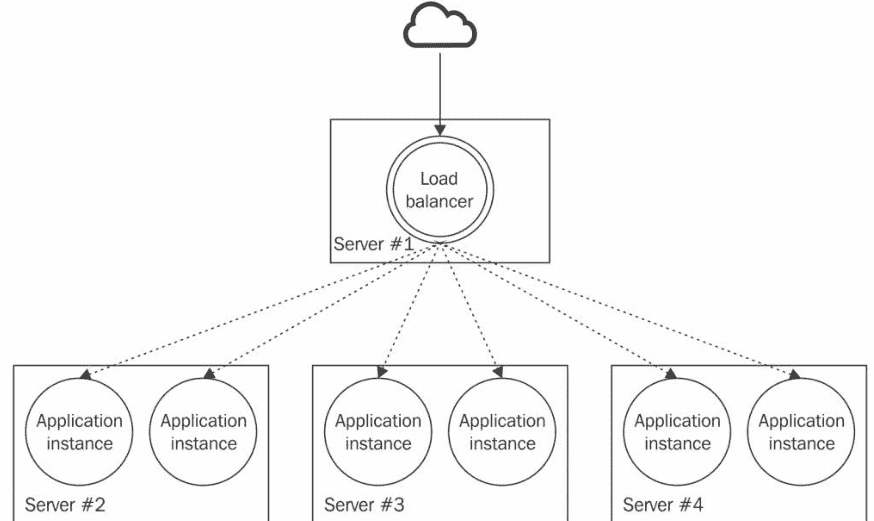 Load
balancer
Server #1
Application
instance
Application
instance
Server #2
Application
instance
Application
instance
Server #3
Application
instance
Application
instance
Server #4